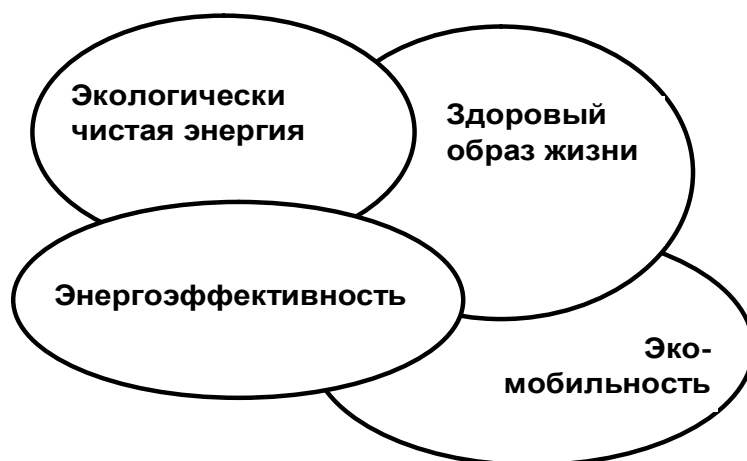 Экологически
чистая энергия
Здоровый
образ жизни
Энергоэффективность
Эко-
мобильность